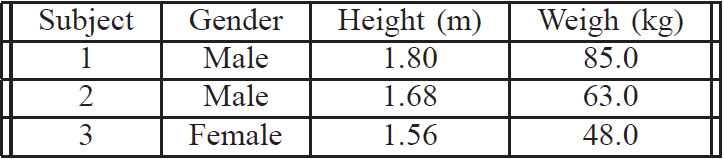 Subject Gender Height (m) Weigh (kg)
1 Male 1.80 85.0
2 Male 1.68 63.0
3 Female 1.56 48.0